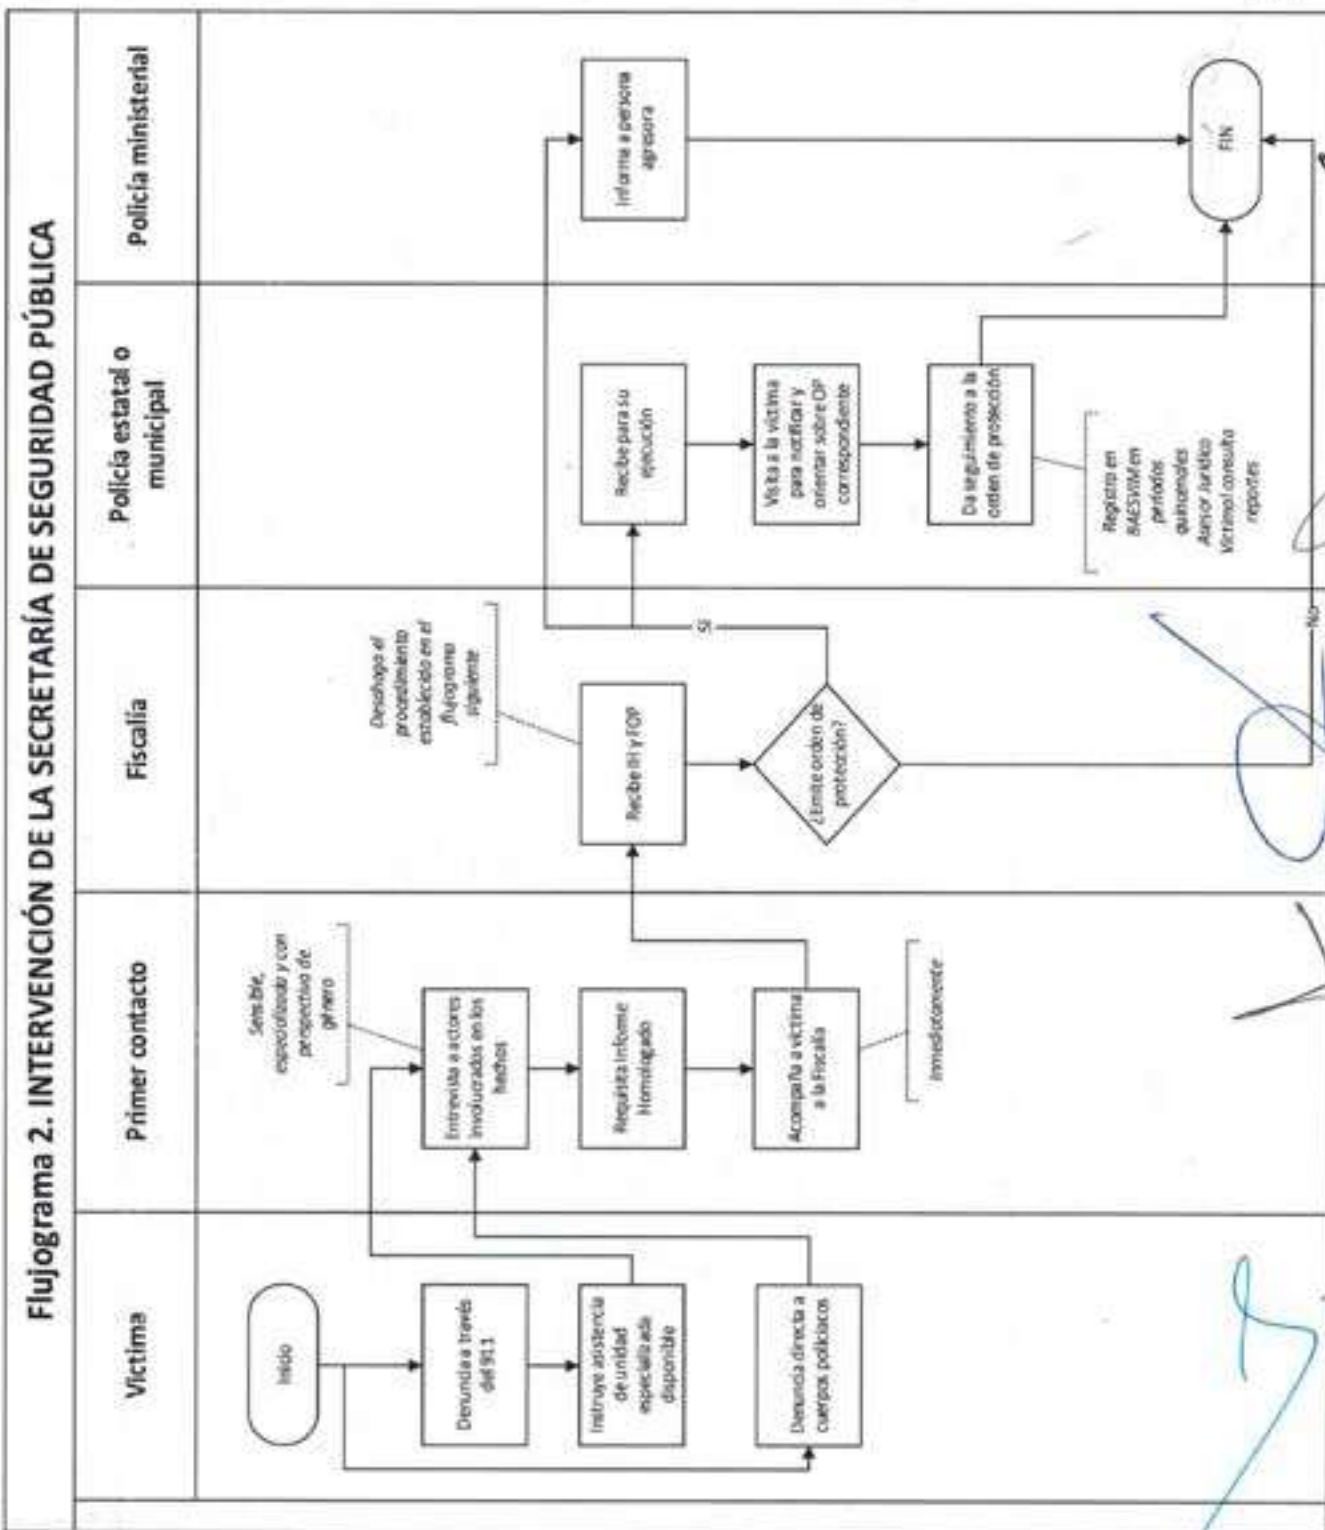 Flujograma 2. INTERVENCIÓN DE LA SECRETARÍA DE SEGURIDAD PÚBLICA
Víctima
Primer contacto
Fiscalía
Policía estatal o
municipal
Policía ministerial
Inicio
Denuncia a través
del 911
Instruye asistencia
de unidad
especializada
disponible
Denuncia directa a
cuerpos policíacos
Sensible,
especializada y con
perspectiva de
género
Entrevista a actores
involucrados en los
hechos
Requisita Informe
Homologado
Acompaña a víctima
a la Fiscalía
Inmediatamente
Desahoga el
procedimiento
establecido en el
flujograma
siguiente
Recibe IH y FOP
¿Emite orden de
protección?
Sí
No
Recibe para su
ejecución
Visita a la víctima
para notificar y
orientar sobre OP
correspondiente
Da seguimiento a la
orden de protección
Registro en
BAESVIM en
períodos
quincenales
Asesor Jurídico
Victimal consulta
reportes
Informa a persona
agresora
FIN